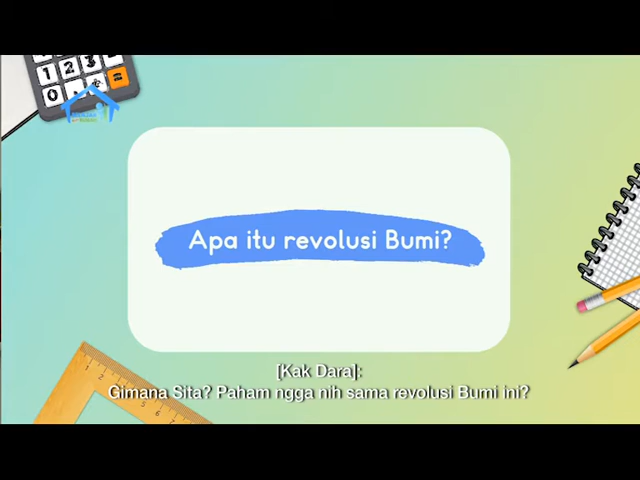 Apa itu revolusi Bumi?
[Kak Dara]:
Gimana Sita? Paham ngga nih sama revolusi Bumi ini?